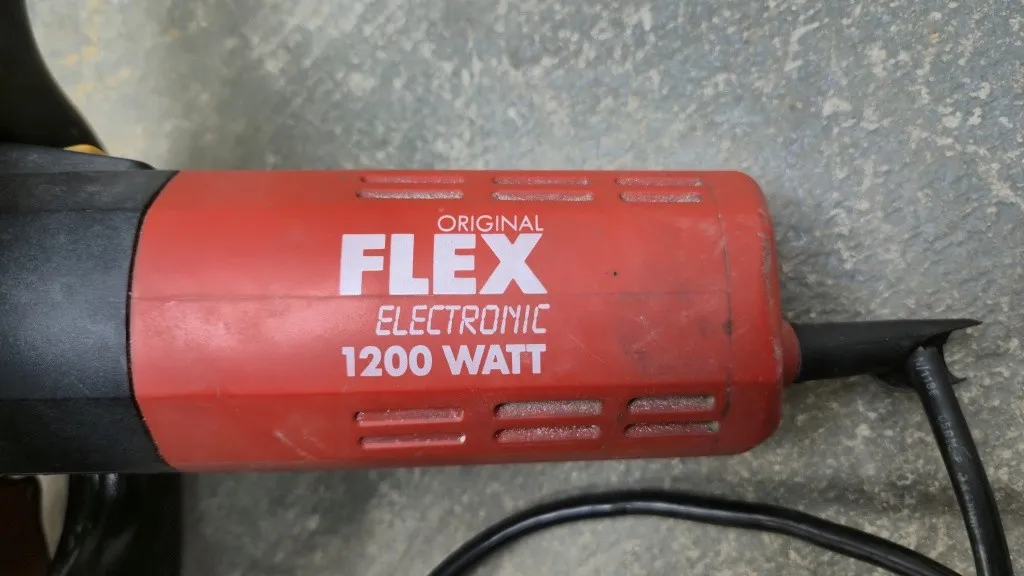 ORIGINAL
FLEX
ELECTRONIC
1200 WATT